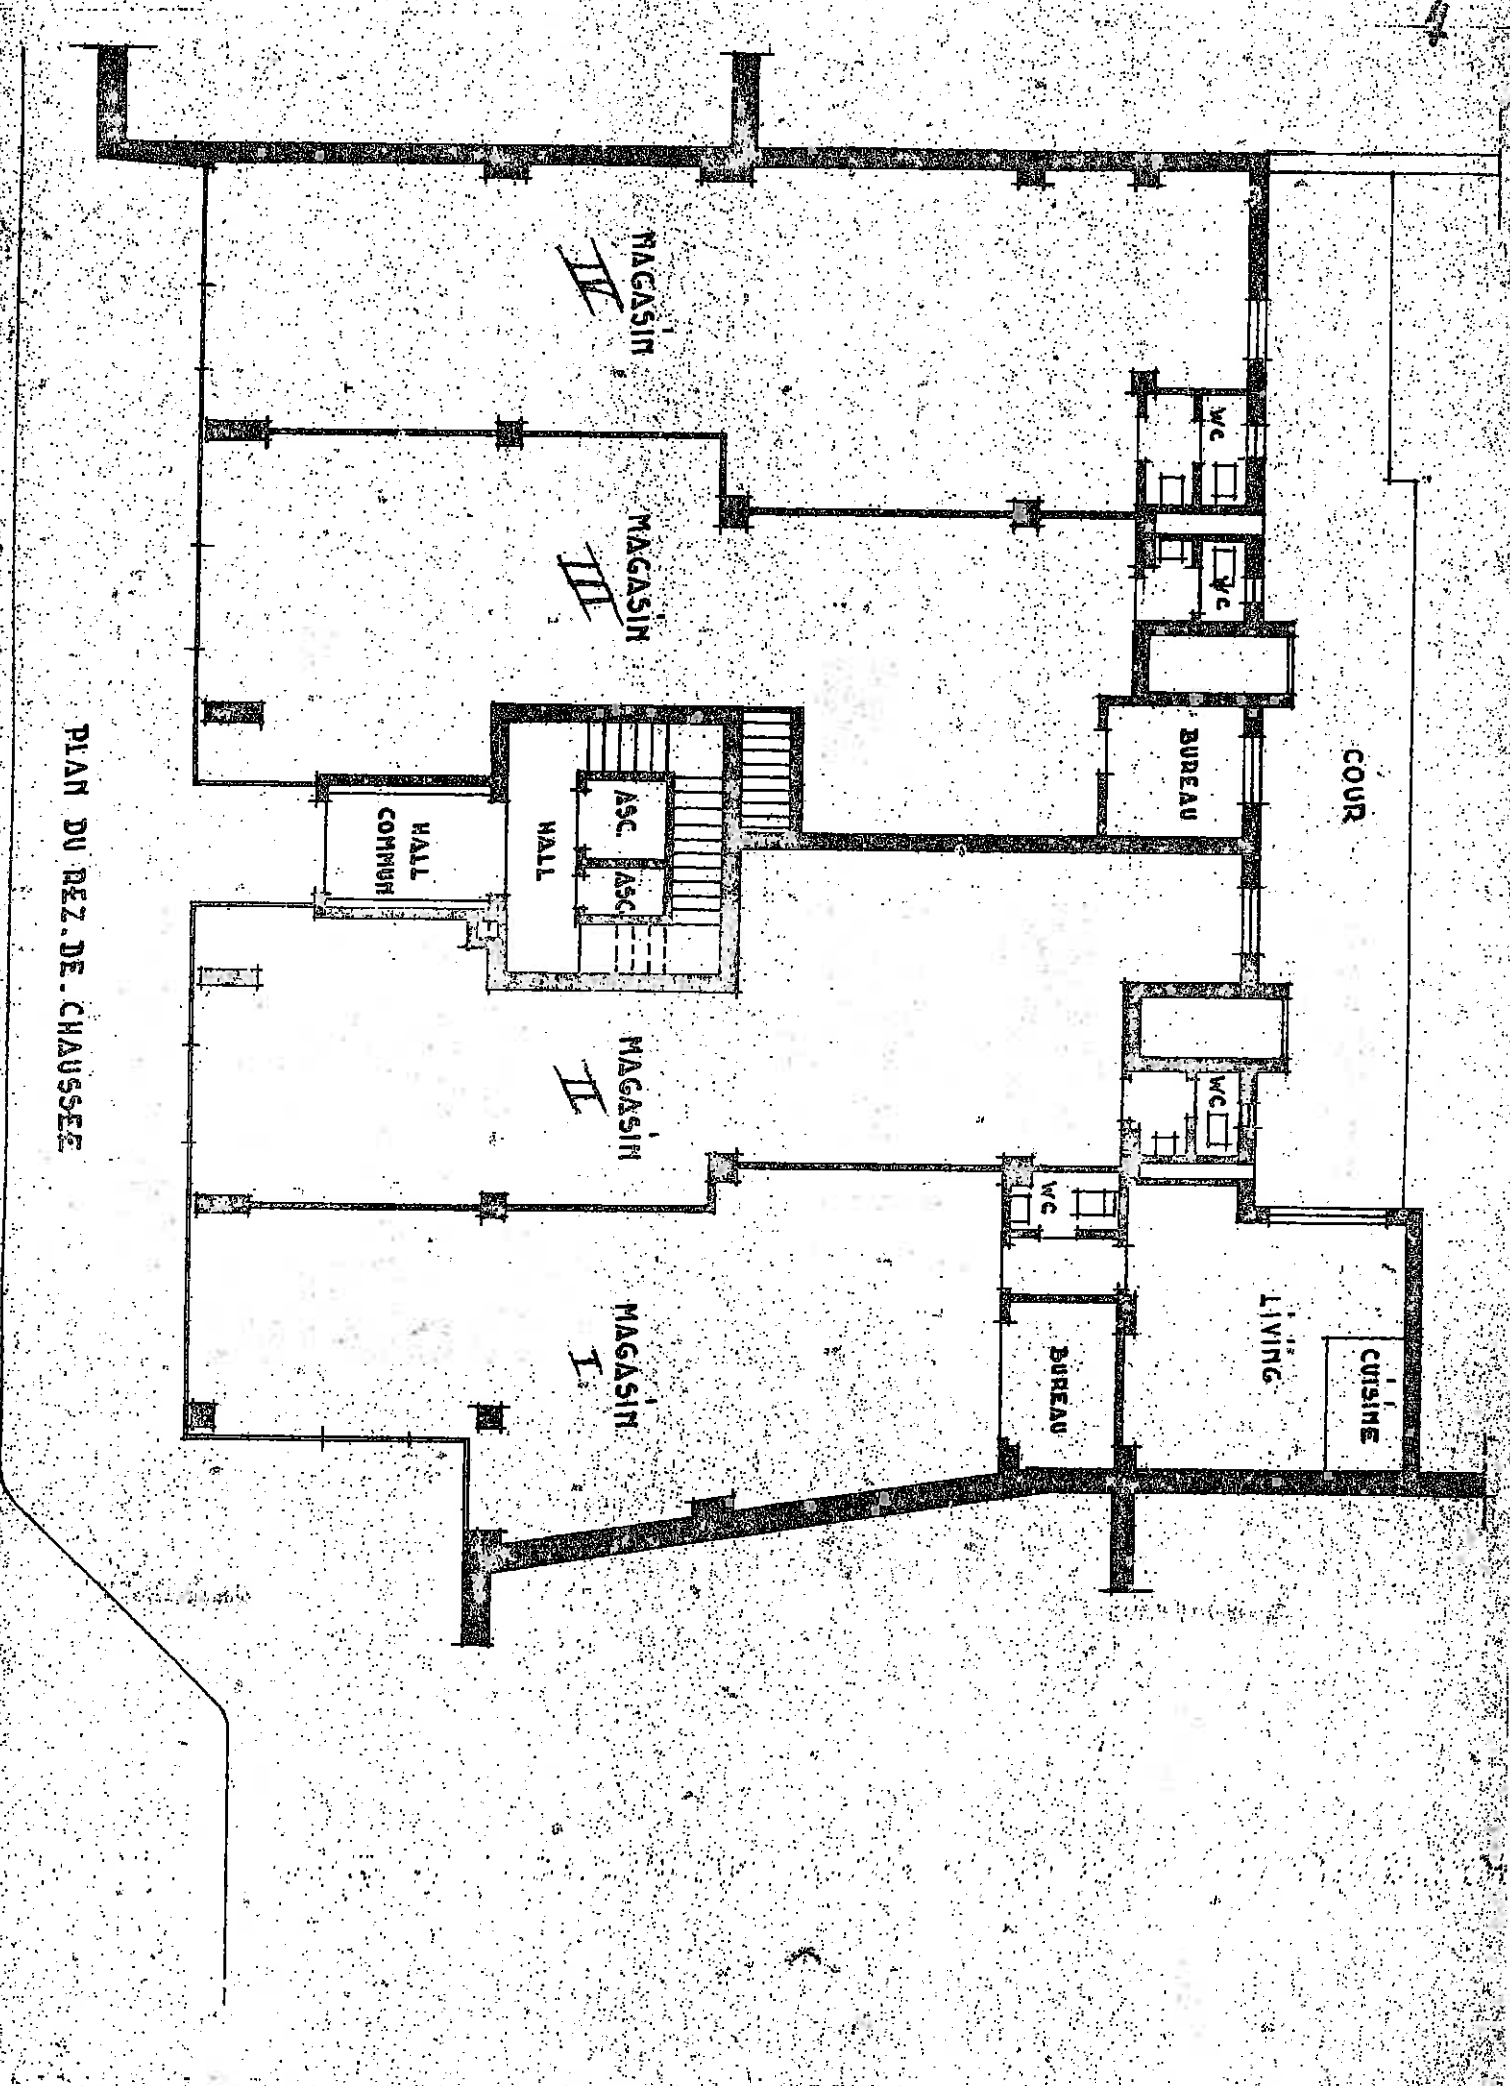 COUR
WC
WC
BUREAU
WC
LIVING
CUISINE
WC
BUREAU
MAGASIN
IV
MAGASIN
III
MAGASIN
II
MAGASIN
I
ASC.
ASC.
HALL
HALL
COMMUN
PLAN DU REZ.DE.CHAUSSEE